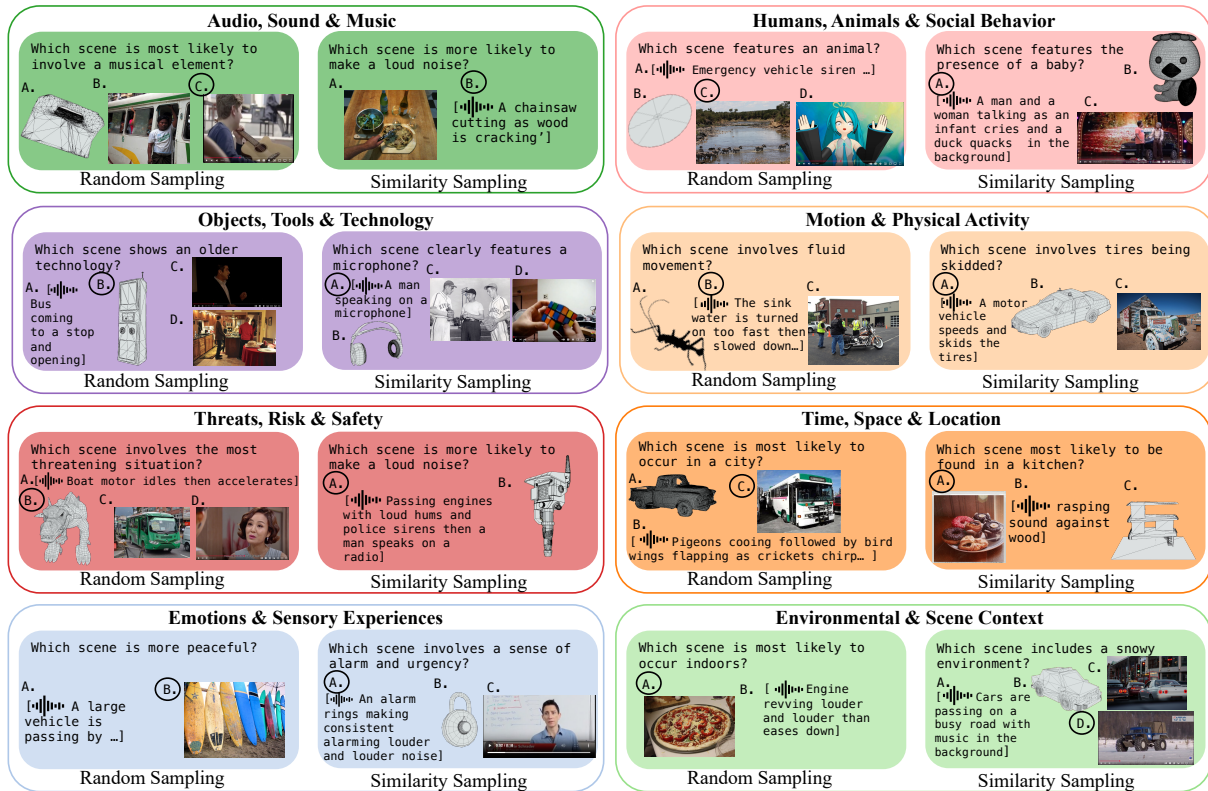 Audio, Sound & Music
Which scene is most likely to
involve a musical element?
A.
B.
C.
Random Sampling
Which scene is more likely to
make a loud noise?
A.
B.
[ A chainsaw
cutting as wood
is cracking’]
Similarity Sampling
Humans, Animals & Social Behavior
Which scene features an animal?
A.[ Emergency vehicle siren …]
B.
C.
D.
Random Sampling
Which scene features the
presence of a baby?
A.
B.
[ A man and a
woman talking as an
infant cries and a
duck quacks in the
background]
C.
Similarity Sampling
Objects, Tools & Technology
Which scene shows an older
technology?
A. [
Bus
coming
to a stop
and
opening]
B.
C.
D.
Random Sampling
Which scene clearly features a
microphone?
A. [ A man
speaking on a
microphone]
B.
C.
D.
Similarity Sampling
Motion & Physical Activity
Which scene involves fluid
movement?
A.
B.
[ The sink
water is turned
on too fast then
slowed down…]
C.
Random Sampling
Which scene involves tires being
skidded?
A.
[ A motor
vehicle
speeds and
skids the
tires]
B.
C.
Similarity Sampling
Threats, Risk & Safety
Which scene involves the most
threatening situation?
A.[ Boat motor idles then accelerates]
B.
C.
D.
Random Sampling
Which scene is more likely to
make a loud noise?
A.
[ Passing engines
with loud hums and
police sirens then a
man speaks on a
radio]
B.
Similarity Sampling
Time, Space & Location
Which scene is most likely to
occur in a city?
A.
C.
B.
[ Pigeons cooing followed by bird
wings flapping as crickets chirp… ]
Random Sampling
Which scene most likely to be
found in a kitchen?
A.
B.
[ rasping
sound against
wood]
C.
Similarity Sampling
Emotions & Sensory Experiences
Which scene is more peaceful?
A.
[ A large
vehicle is
passing by …]
B.
Random Sampling
Which scene involves a sense of
alarm and urgency?
A.
[ An alarm
rings making
consistent
alarming louder
and louder noise]
B.
C.
Similarity Sampling
Environmental & Scene Context
Which scene is most likely to
occur indoors?
A.
B. [ Engine
revving louder
and louder than
eases down]
Random Sampling
Which scene includes a snowy
environment?
A.
[ Cars are
passing on a
busy road with
music in the
background]
B.
C.
D.
Similarity Sampling